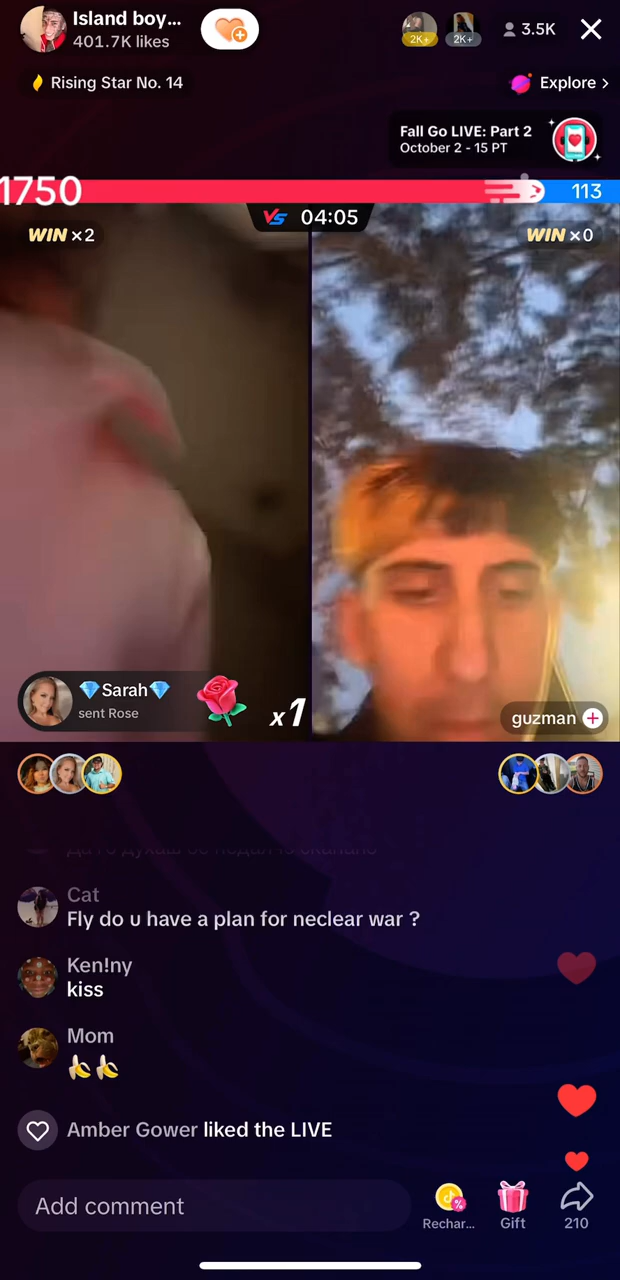 Island boy...
401.7K likes
2K+
2K+
3.5K
Rising Star No. 14
Explore >
Fall Go LIVE: Part 2
October 2 - 15 PT
1750
113
VS 04:05
WIN ×2
WIN ×0
💎Sarah💎
sent Rose
x1
guzman +
Cat
Fly do u have a plan for neclear war ?
Ken!ny
kiss
Mom
🍌🍌
Amber Gower liked the LIVE
Add comment
Rechar...
Gift
210